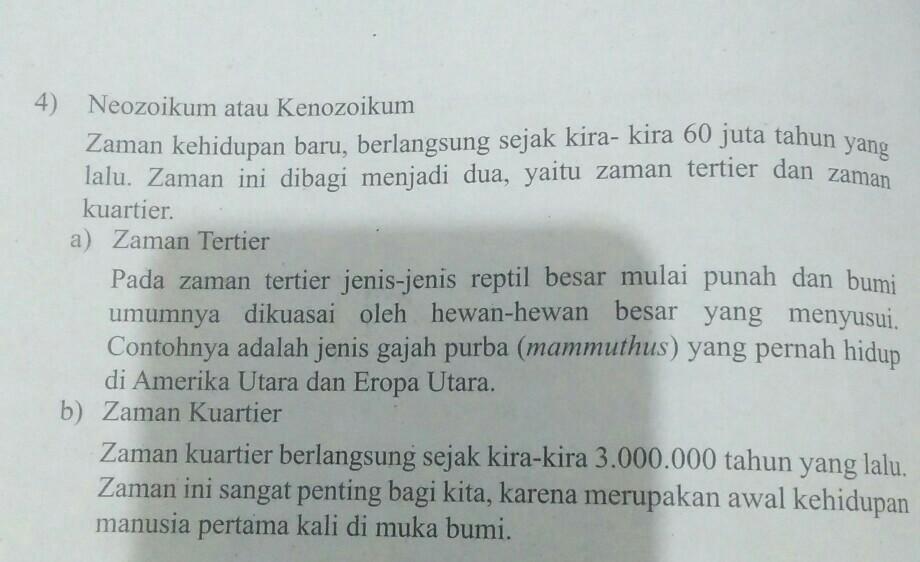 4) Neozoikum atau Kenozoikum
Zaman kehidupan baru, berlangsung sejak kira- kira 60 juta tahun yang
lalu. Zaman ini dibagi menjadi dua, yaitu zaman tertier dan zaman
kuartier.
a) Zaman Tertier
Pada zaman tertier jenis-jenis reptil besar mulai punah dan bumi
umumnya dikuasai oleh hewan-hewan besar yang menyusui.
Contohnya adalah jenis gajah purba (mammuthus) yang pernah hidup
di Amerika Utara dan Eropa Utara.
b) Zaman Kuartier
Zaman kuartier berlangsung sejak kira-kira 3.000.000 tahun yang lalu.
Zaman ini sangat penting bagi kita, karena merupakan awal kehidupan
manusia pertama kali di muka bumi.